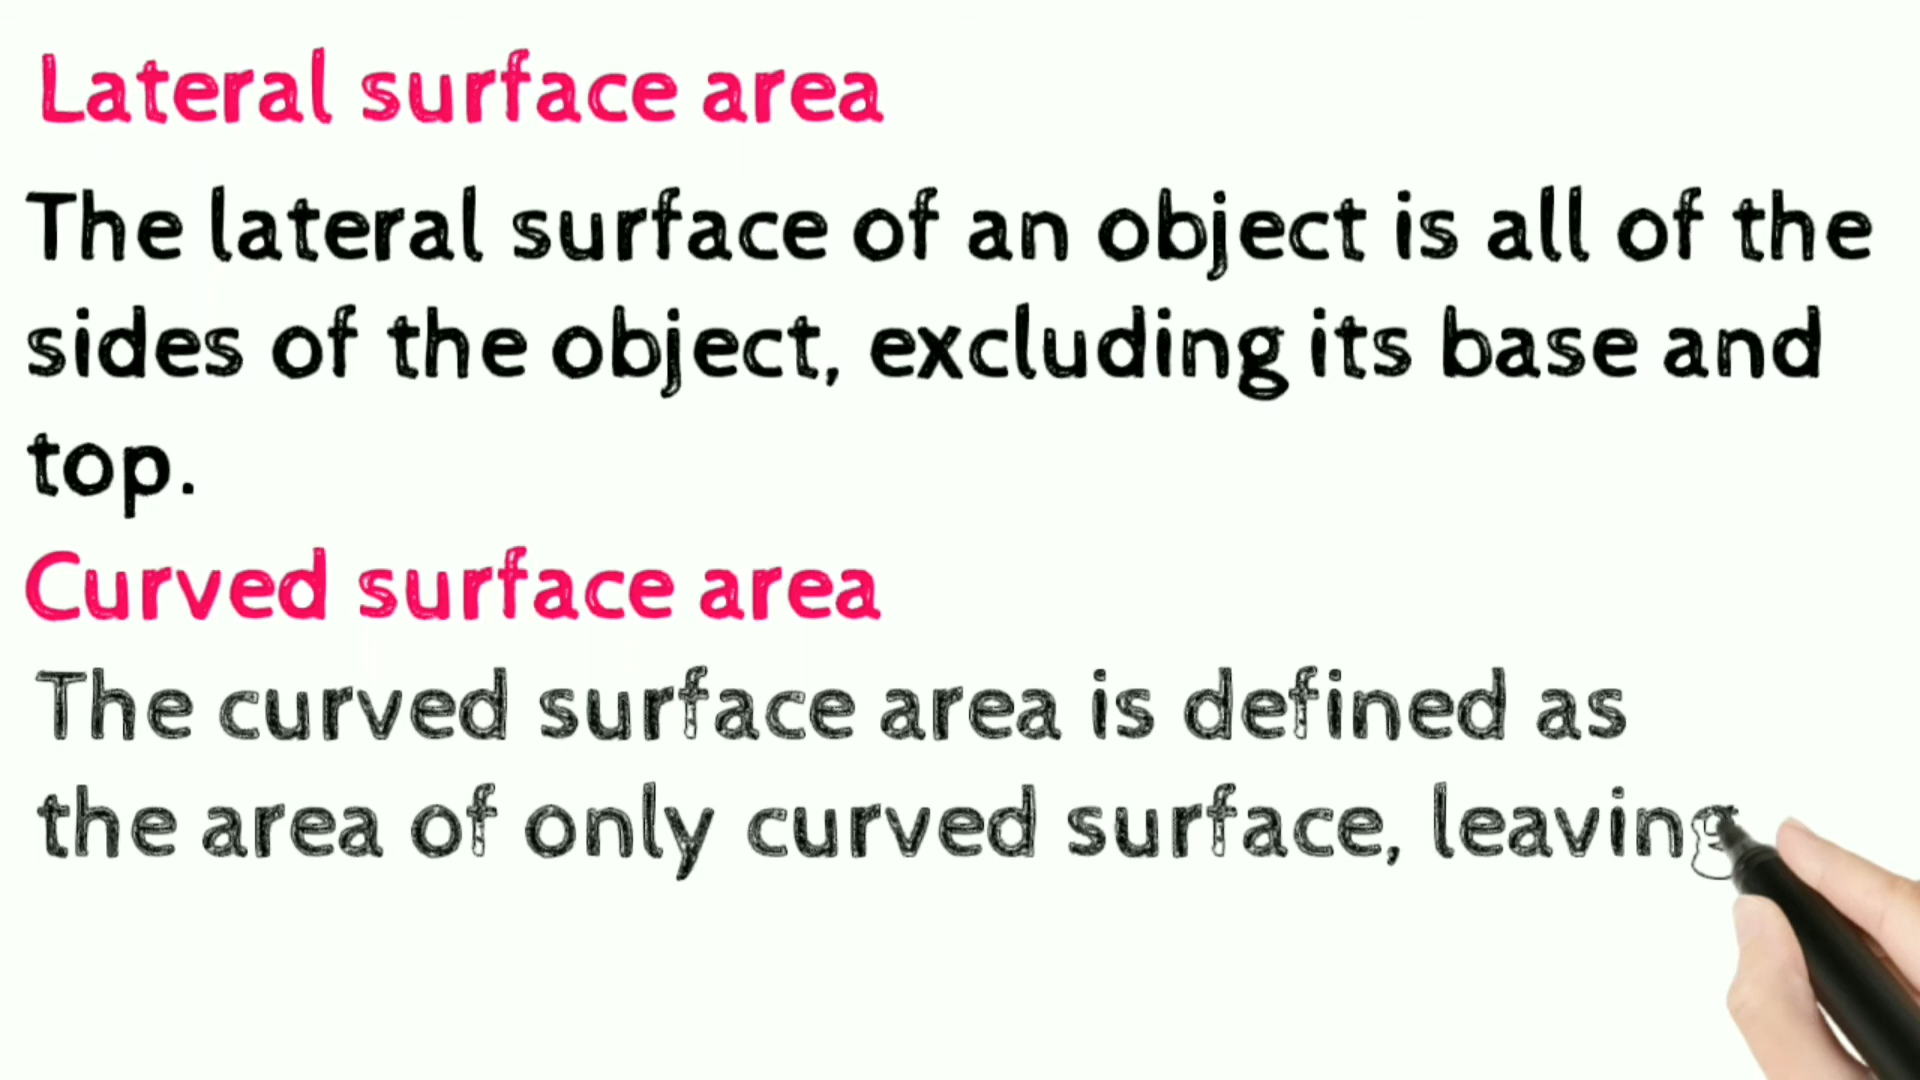 Lateral surface area
The lateral surface of an object is all of the
sides of the object, excluding its base and
top.
Curved surface area
The curved surface area is defined as
the area of only curved surface, leaving